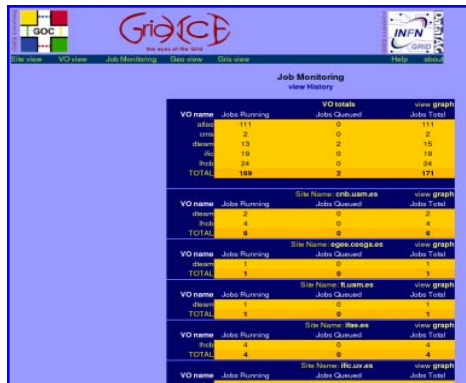 GOC
GridICE
the eyes of the Grid
INFN
GRID
Site view VO view Job Monitoring Geo view Gris view Help about
Job Monitoring
view History
VO totals view graph
VO name Jobs Running Jobs Queued Jobs Total
atlas 111 0 111
cms 2 0 2
dteam 13 2 15
ific 19 0 19
lhcb 24 0 24
TOTAL 169 2 171
Site Name: cnb.uam.es view graph
VO name Jobs Running Jobs Queued Jobs Total
dteam 2 0 2
lhcb 4 0 4
TOTAL 6 0 6
Site Name: egee.cesga.es view graph
VO name Jobs Running Jobs Queued Jobs Total
dteam 1 0 1
TOTAL 1 0 1
Site Name: ft.uam.es view graph
VO name Jobs Running Jobs Queued Jobs Total
dteam 1 0 1
TOTAL 1 0 1
Site Name: ifae.es view graph
VO name Jobs Running Jobs Queued Jobs Total
lhcb 4 0 4
TOTAL 4 0 4
Site Name: ific.uv.es view graph
VO name Jobs Running Jobs Queued Jobs Total